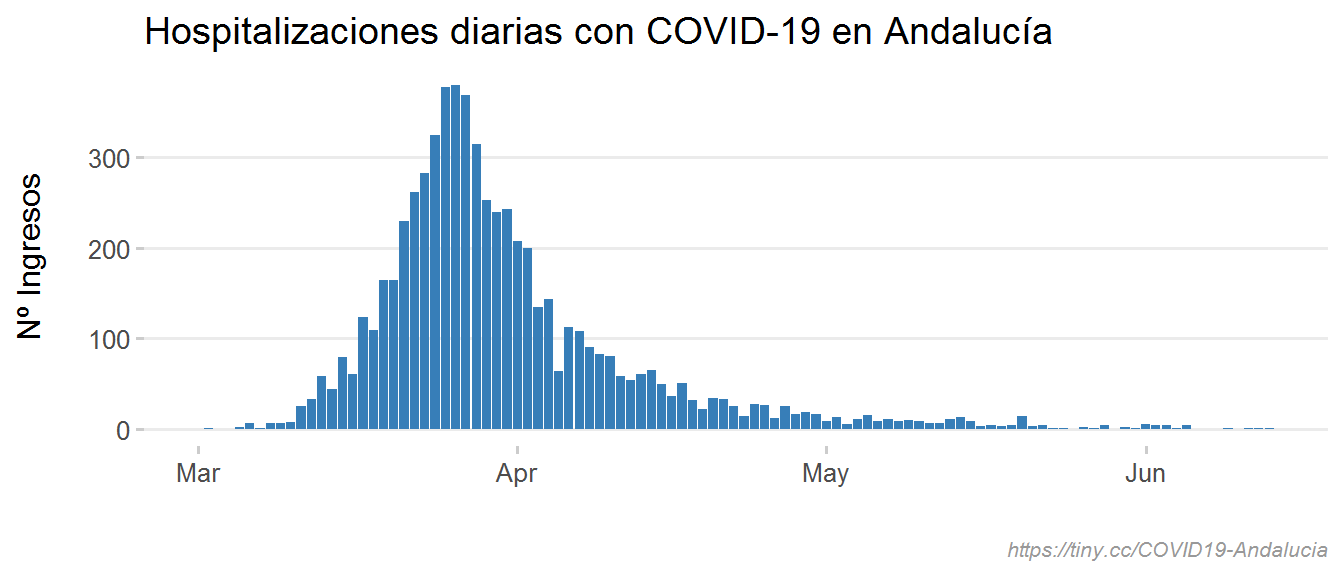 Hospitalizaciones diarias con COVID-19 en Andalucía
Nº Ingresos
300
200
100
0
Mar Apr May Jun
https://tiny.cc/COVID19-Andalucia